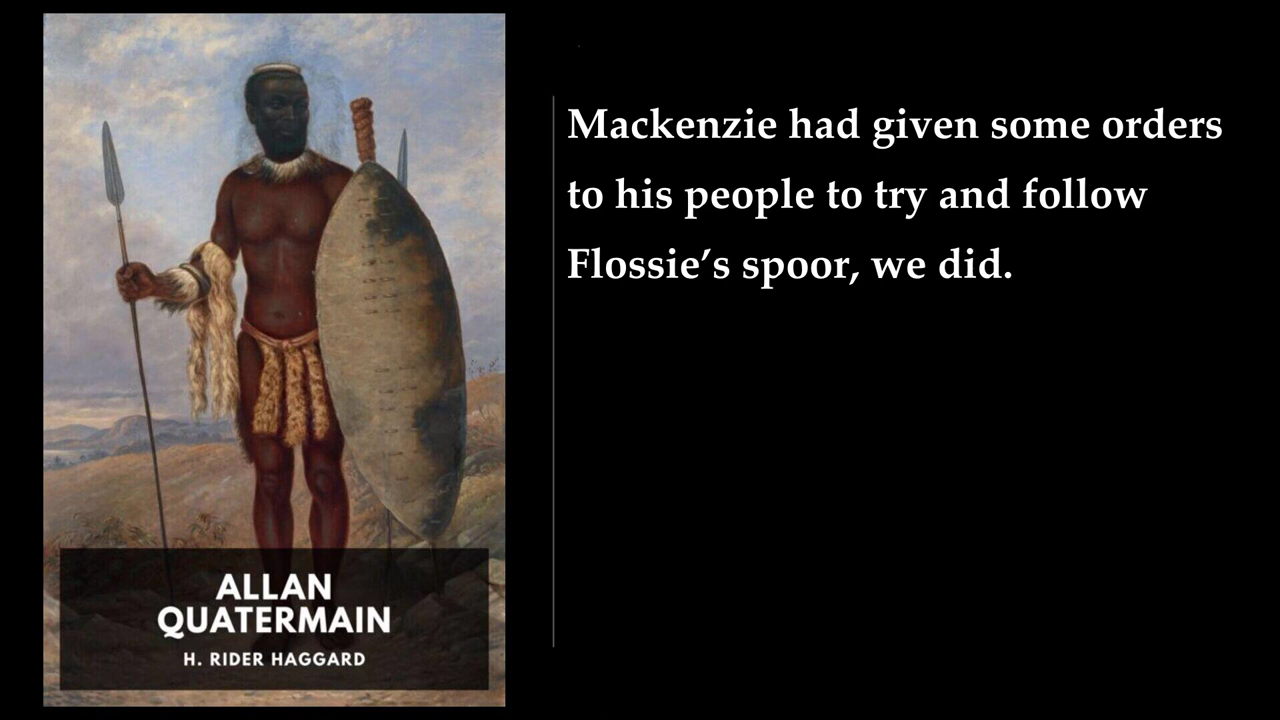 Mackenzie had given some orders
to his people to try and follow
Flossie’s spoor, we did.
ALLAN
QUATERMAIN
H. RIDER HAGGARD